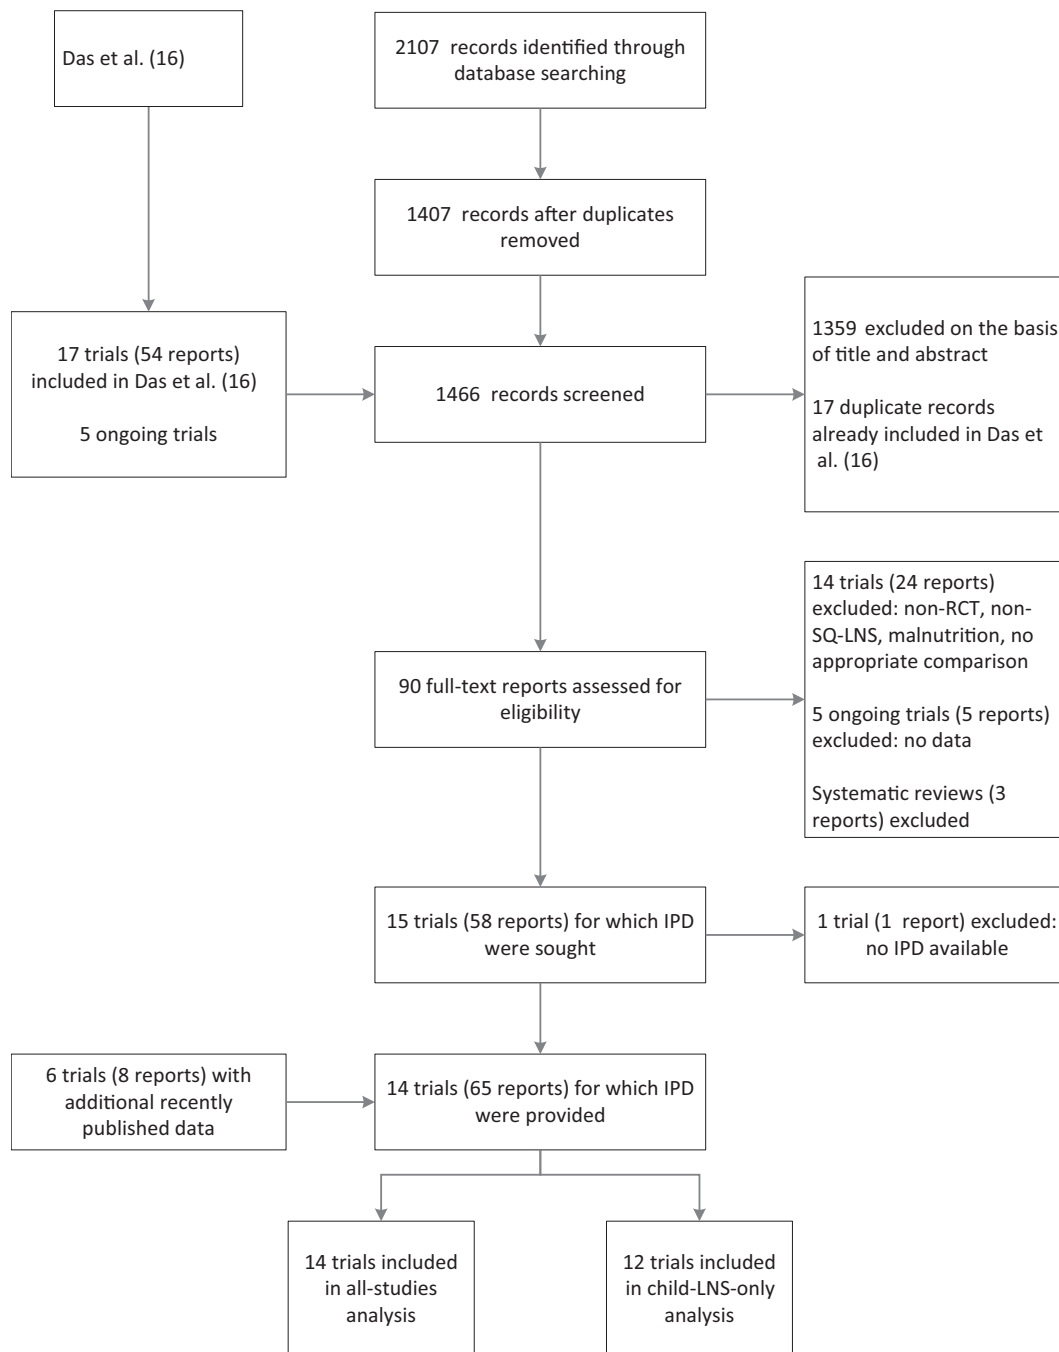 Das et al. (16)
2107 records identified through
database searching
1407 records after duplicates
removed
17 trials (54 reports)
included in Das et al. (16)
5 ongoing trials
1466 records screened
1359 excluded on the basis
of title and abstract
17 duplicate records
already included in Das et
al. (16)
90 full-text reports assessed for
eligibility
14 trials (24 reports)
excluded: non-RCT, non-
SQ-LNS, malnutrition, no
appropriate comparison
5 ongoing trials (5 reports)
excluded: no data
Systematic reviews (3
reports) excluded
15 trials (58 reports) for which IPD
were sought
1 trial (1 report) excluded:
no IPD available
6 trials (8 reports) with
additional recently
published data
14 trials (65 reports) for which IPD
were provided
14 trials included
in all-studies
analysis
12 trials included
in child-LNS-only
analysis